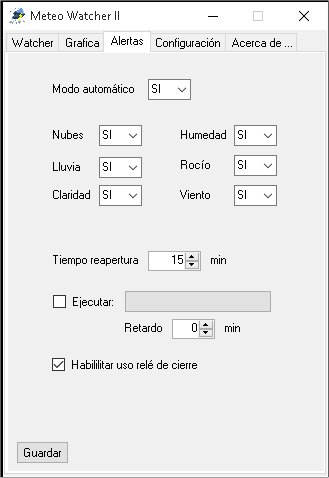 Meteo Watcher II
Watcher Grafica Alertas Configuración Acerca de ...
Modo automático SI
Nubes SI Humedad SI
Lluvia SI Rocío SI
Claridad SI Viento SI
Tiempo reapertura 15 min
Ejecutar:
Retardo 0 min
Habililitar uso relé de cierre
Guardar